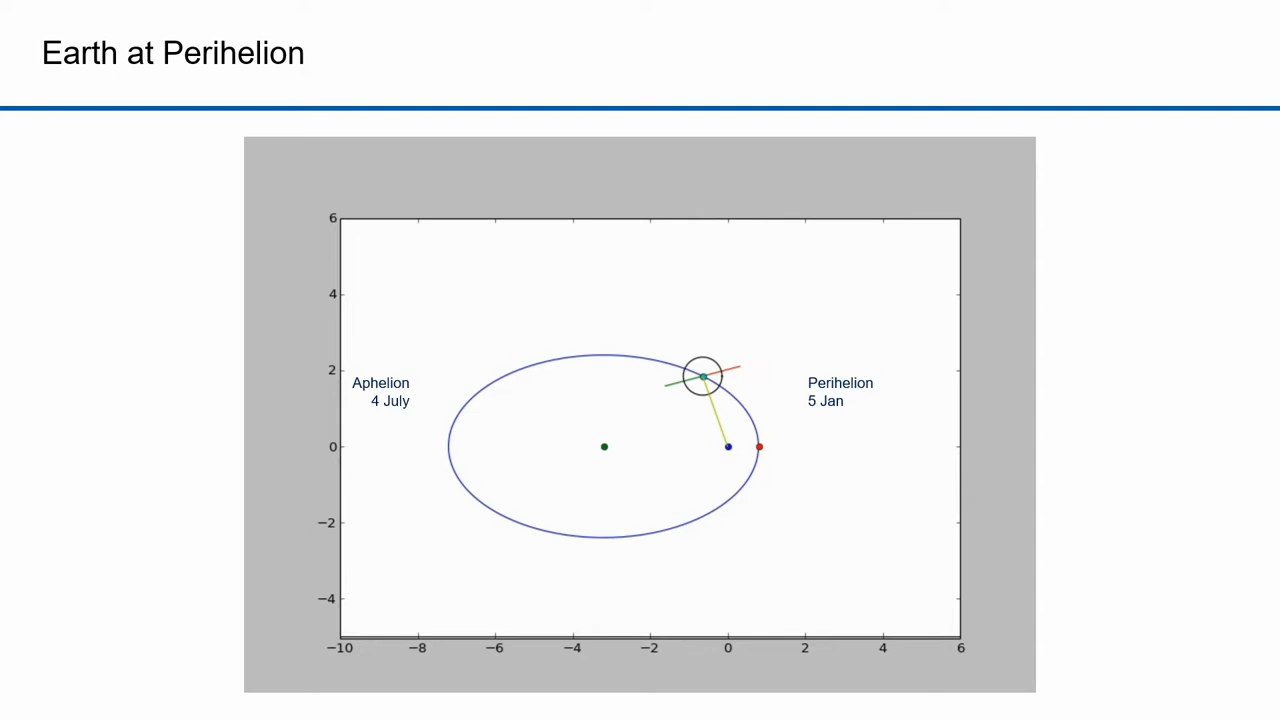 Earth at Perihelion
6
4
Aphelion
4 July
Perihelion
5 Jan
2
0
−2
−4
−10 −8 −6 −4 −2 0 2 4 6